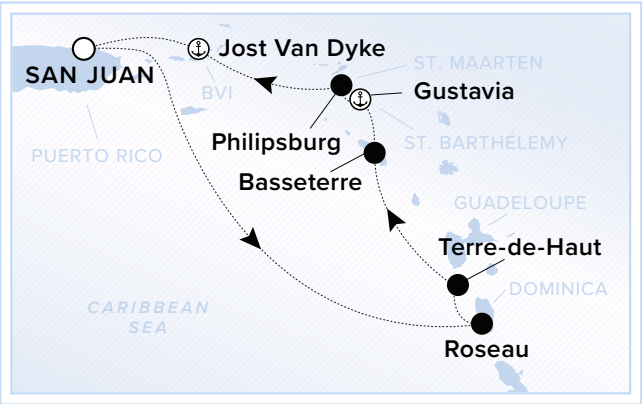 Jost Van Dyke
SAN JUAN
ST. MAARTEN
BVI
Gustavia
Philipsburg
ST. BARTHÉLEMY
PUERTO RICO
Basseterre
GUADELOUPE
Terre-de-Haut
DOMINICA
CARIBBEAN
SEA
Roseau